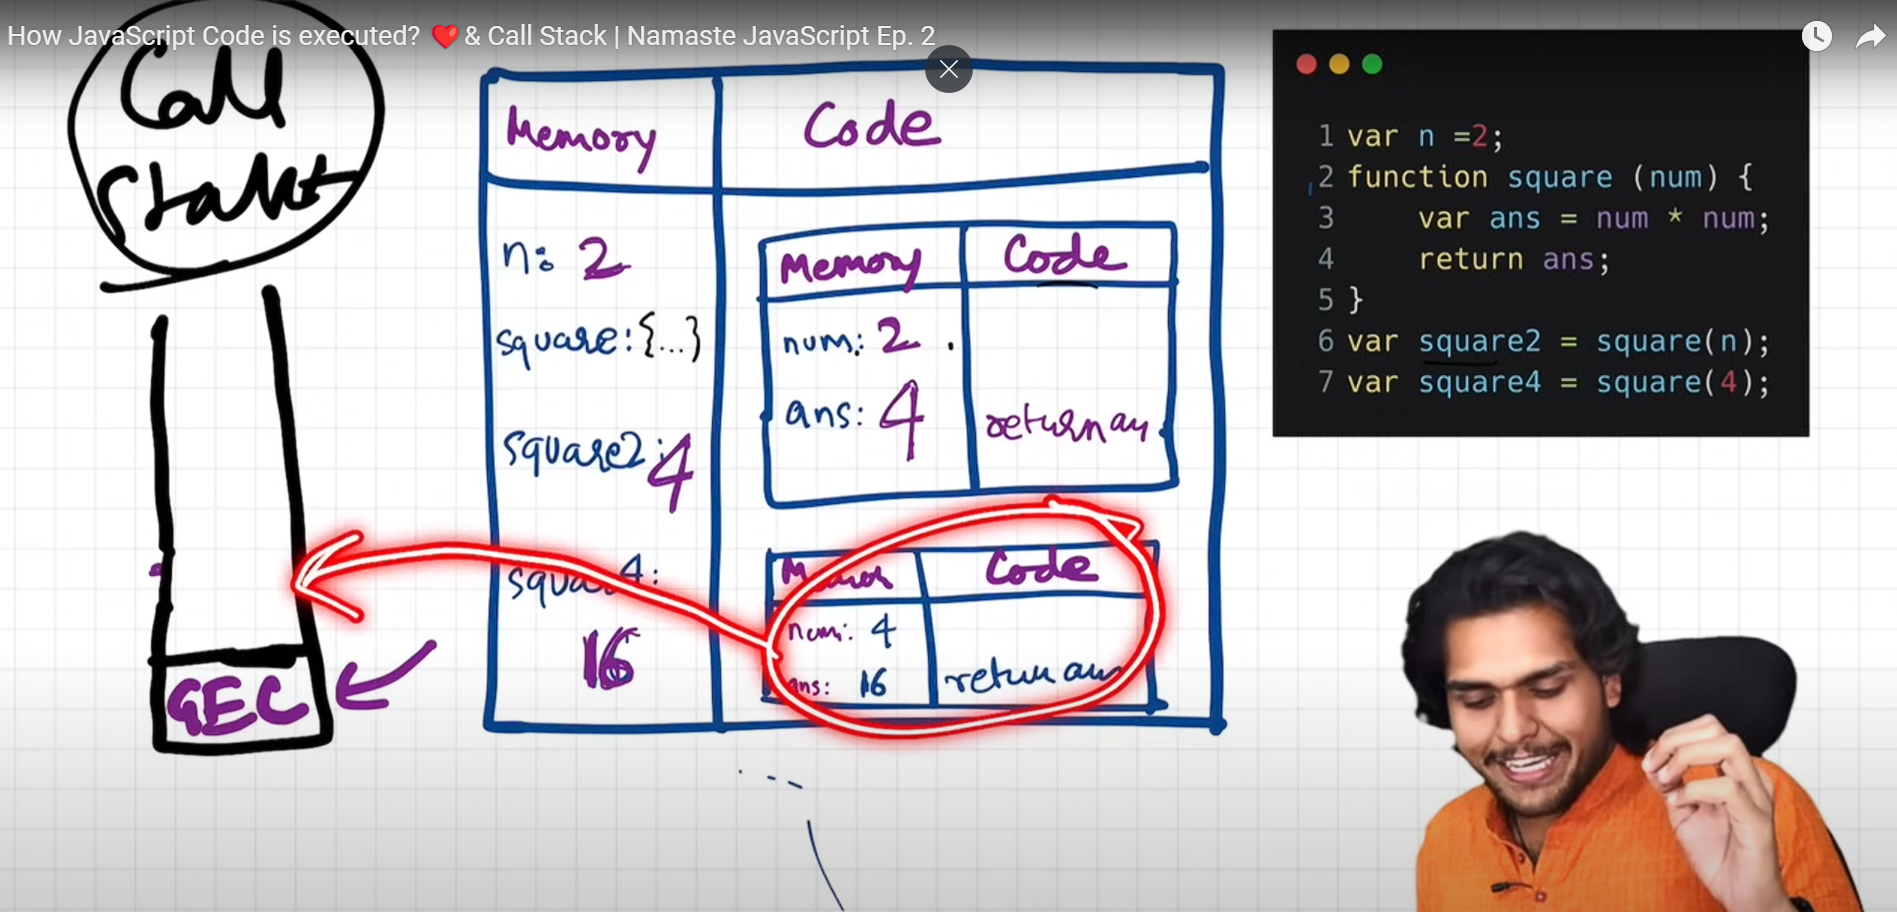 How JavaScript Code is executed? ❤️& Call Stack | Namaste JavaScript Ep. 2
Call
Stack
GEC
Memory
Code
n: 2
square: {...}
square2: 4
square4:
16
Memory
Code
num: 2
ans: 4
return an
Code
num: 4
ans: 16
return ans
1 var n =2;
2 function square (num) {
3 var ans = num * num;
4 return ans;
5 }
6 var square2 = square(n);
7 var square4 = square(4);